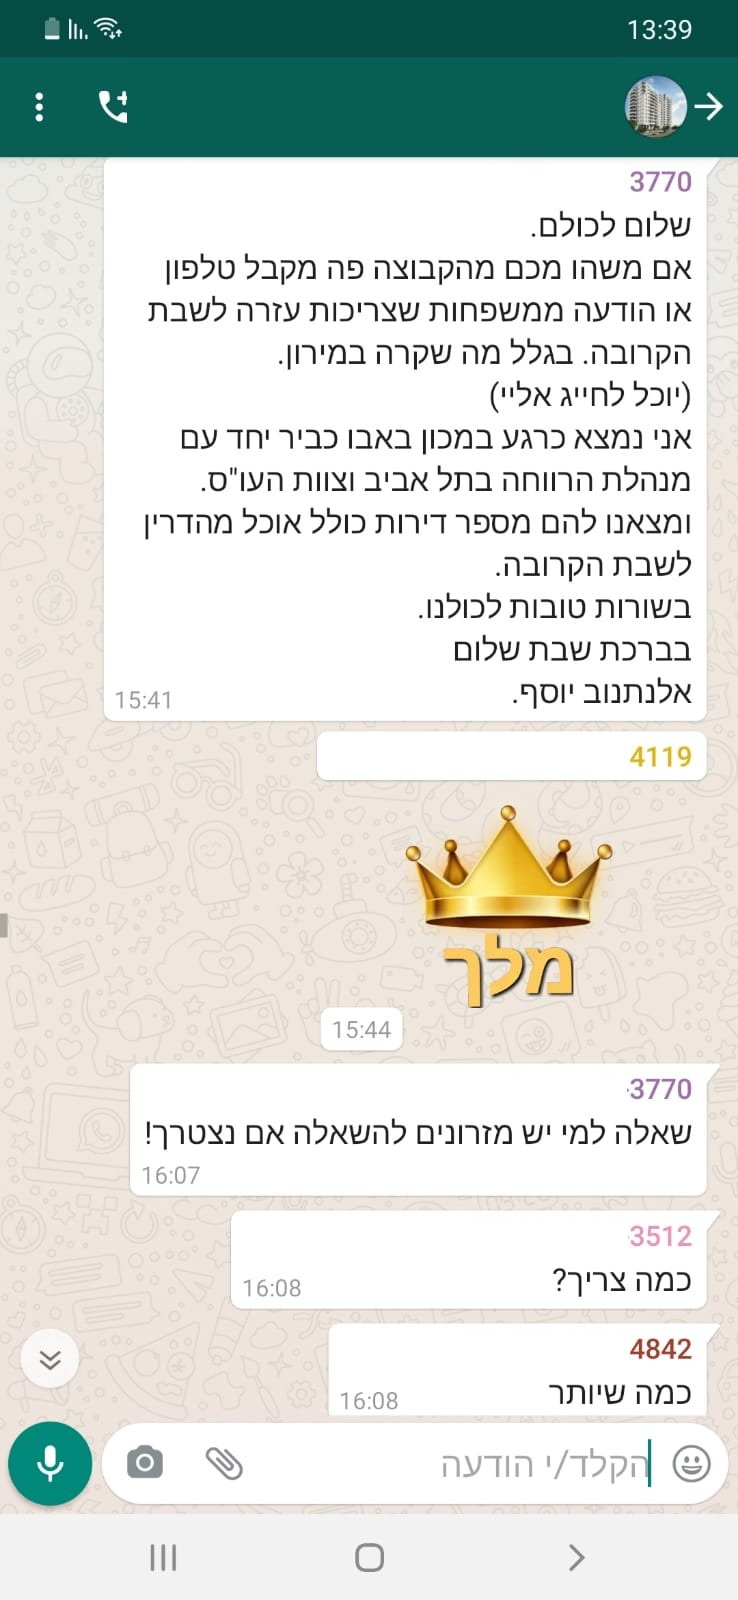 13:39
3770
שלום לכולם.
אם משהו מכם מהקבוצה פה מקבל טלפון
או הודעה ממשפחות שצריכות עזרה לשבת
הקרובה. בגלל מה שקרה במירון.
(יוכל לחייג אליי)
אני נמצא כרגע במכון באבו כביר יחד עם
מנהלת הרווחה בתל אביב וצוות העו"ס.
ומצאנו להם מספר דירות כולל אוכל מהדרין
לשבת הקרובה.
בשורות טובות לכולנו.
בברכת שבת שלום
אלנתנוב יוסף.
15:41
4119
מלך
15:44
3770
שאלה למי יש מזרונים להשאלה אם נצטרך!
16:07
3512
כמה צריך?
16:08
4842
כמה שיותר
16:08
הקלד/י הודעה